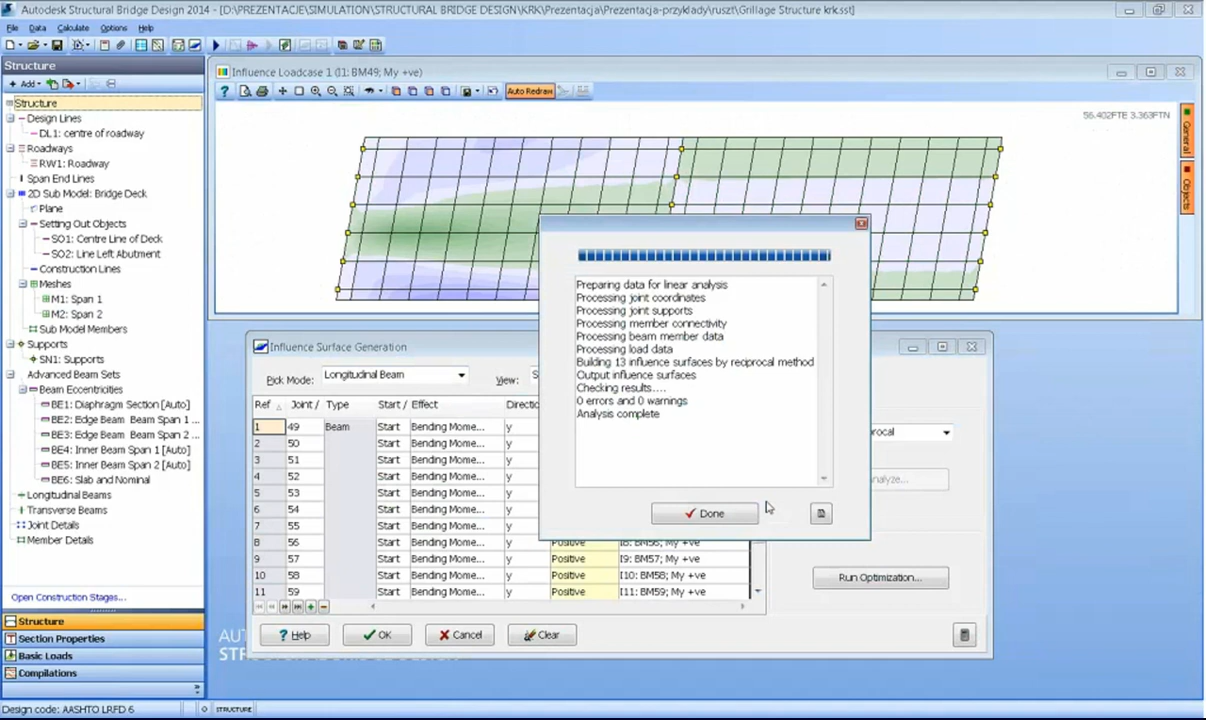 Autodesk Structural Bridge Design 2014 - [D:\PREZENTACJE\SIMULATION\STRUCTURAL BRIDGE DESIGN\KRK\Prezentacja\Prezentacja-przyklady\ruszt\Grillage Structure krk.sst]
File Data Calculate Options Help
Structure
Add
Structure
Design Lines
DL1: centre of roadway
Roadways
RW1: Roadway
Span End Lines
2D Sub Model: Bridge Deck
Plane
Setting Out Objects
SO1: Centre Line of Deck
SO2: Line Left Abutment
Construction Lines
Meshes
M1: Span 1
M2: Span 2
Sub Model Members
Supports
SN1: Supports
Advanced Beam Sets
Beam Eccentricities
BE1: Diaphragm Section [Auto]
BE2: Edge Beam Beam Span 1 ...
BE3: Edge Beam Beam Span 2 ...
BE4: Inner Beam Span 1 [Auto]
BE5: Inner Beam Span 2 [Auto]
BE6: Slab and Nominal
Longitudinal Beams
Transverse Beams
Joint Details
Member Details
Open Construction Stages...
Structure
Section Properties
Basic Loads
Compilations
Design code: AASHTO LRFD 6
STRUCTURE
Influence Loadcase 1 (I1: BM49; My +ve)
Auto Redraw
56.402FTE 3.363FTN
General
Objects
Influence Surface Generation
Pick Mode: Longitudinal Beam View: S
Ref Joint / Type Start / Effect Directi
1 49 Beam Start Bending Mome... y
2 50 Start Bending Mome... y
3 51 Start Bending Mome... y
4 52 Start Bending Mome... y
5 53 Start Bending Mome... y
6 54 Start Bending Mome... y
7 55 Start Bending Mome... y
8 56 Start Bending Mome... y Positive I8: BM56; My +ve
9 57 Start Bending Mome... y Positive I9: BM57; My +ve
10 58 Start Bending Mome... y Positive I10: BM58; My +ve
11 59 Start Bending Mome... y Positive I11: BM59; My +ve
rocal
nalyze...
Run Optimization...
Help OK Cancel Clear
Preparing data for linear analysis
Processing joint coordinates
Processing joint supports
Processing member connectivity
Processing beam member data
Processing load data
Building 13 influence surfaces by reciprocal method
Output influence surfaces
Checking results....
0 errors and 0 warnings
Analysis complete
Done